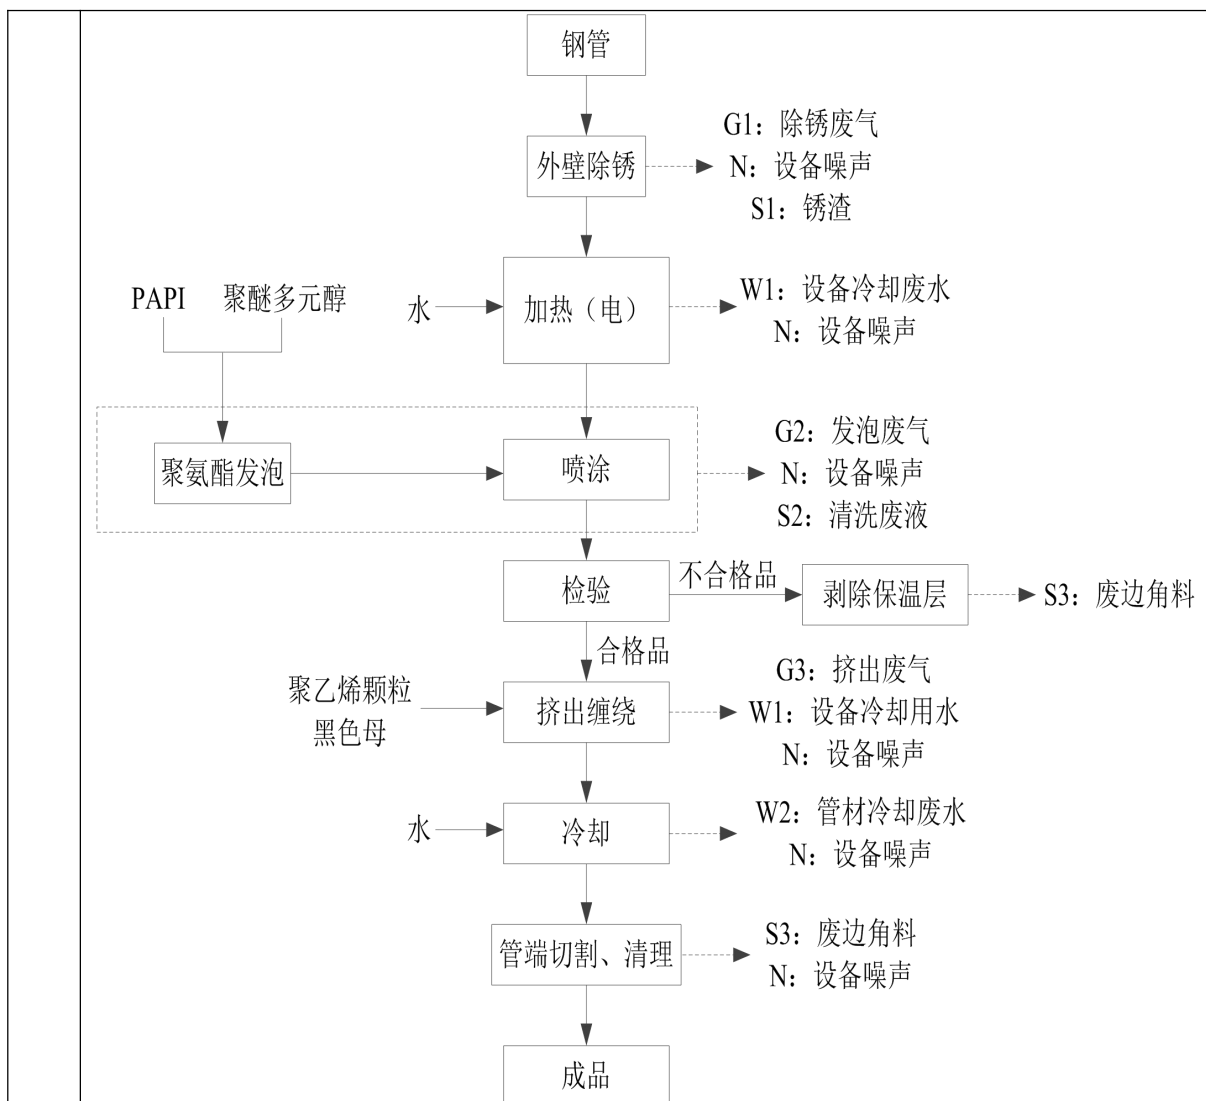 钢管
G1：除锈废气
外壁除锈
N：设备噪声
S1：锈渣
PAPI
聚醚多元醇
水
加热（电）
W1：设备冷却废水
N：设备噪声
聚氨酯发泡
喷涂
G2：发泡废气
N：设备噪声
S2：清洗废液
检验
不合格品
剥除保温层
S3：废边角料
合格品
聚乙烯颗粒
黑色母
挤出缠绕
G3：挤出废气
W1：设备冷却用水
N：设备噪声
水
冷却
W2：管材冷却废水
N：设备噪声
管端切割、清理
S3：废边角料
N：设备噪声
成品